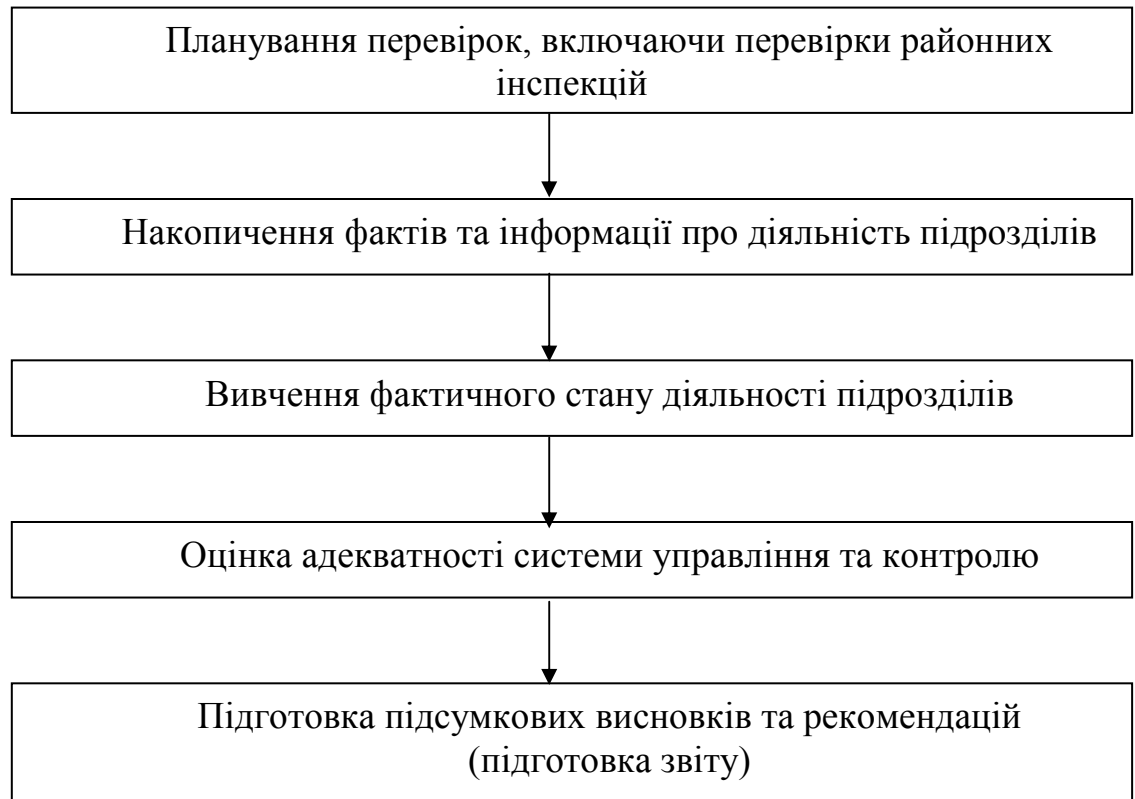 Планування перевірок, включаючи перевірки районних
інспекцій
Накопичення фактів та інформації про діяльність підрозділів
Вивчення фактичного стану діяльності підрозділів
Оцінка адекватності системи управління та контролю
Підготовка підсумкових висновків та рекомендацій
(підготовка звіту)